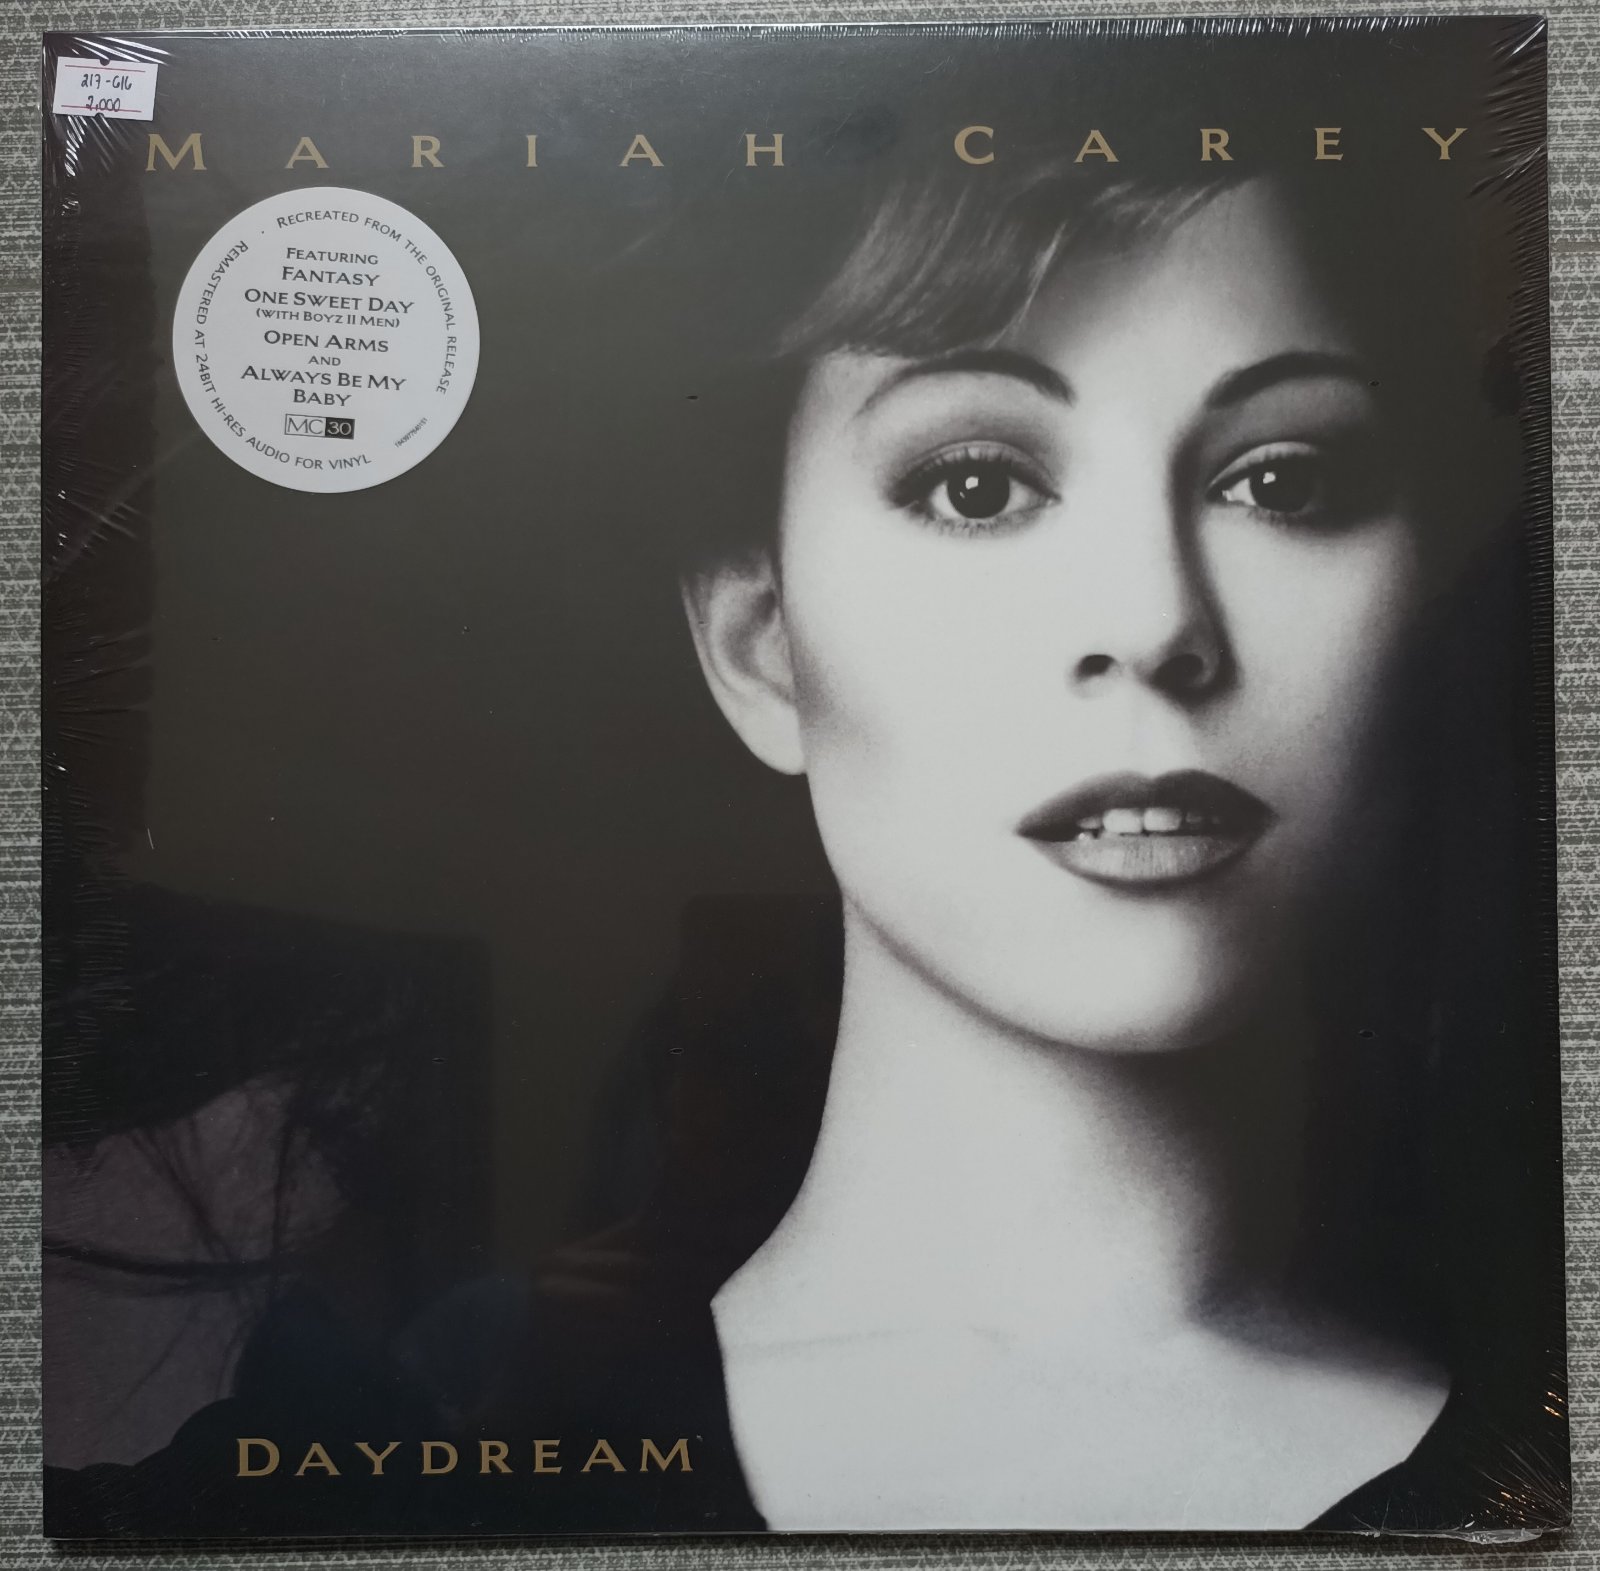 217-G16
2,000
MARIAH CAREY
REMASTERED AT 24BIT HI-RES AUDIO FOR VINYL · RECREATED FROM THE ORIGINAL RELEASE
FEATURING
FANTASY
ONE SWEET DAY
(WITH BOYZ II MEN)
OPEN ARMS
AND
ALWAYS BE MY
BABY
MC30
DAYDREAM